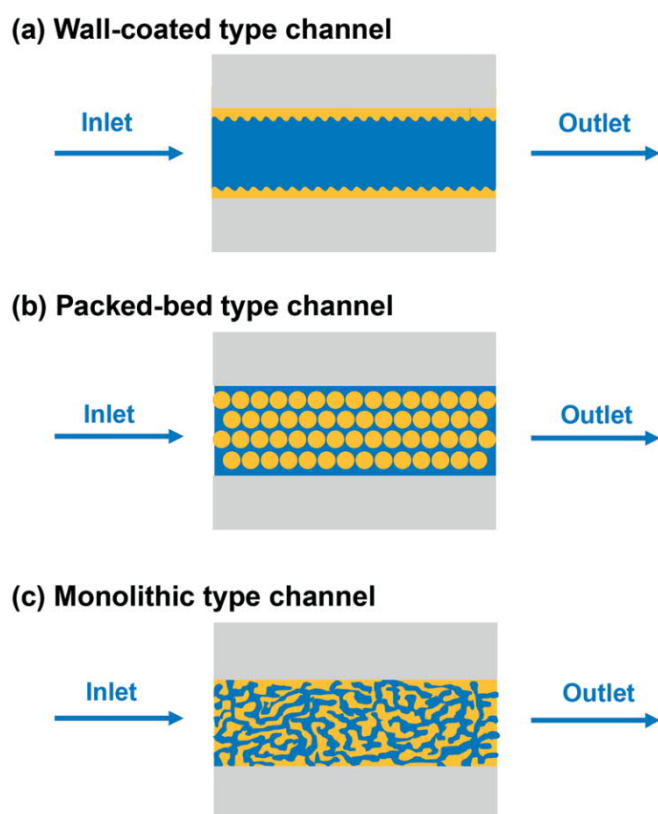 (a) Wall-coated type channel
Inlet
Outlet
(b) Packed-bed type channel
Inlet
Outlet
(c) Monolithic type channel
Inlet
Outlet